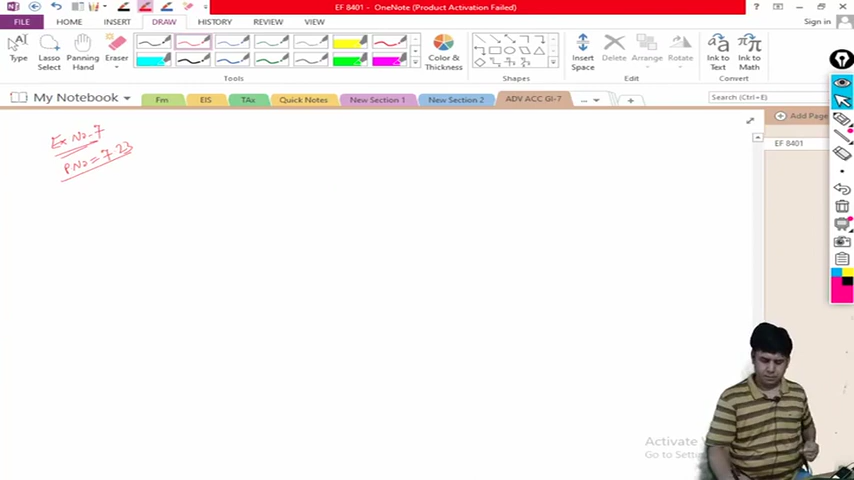 EF 8401 - OneNote (Product Activation Failed)
FILE HOME INSERT DRAW HISTORY REVIEW VIEW Sign in
Type
Lasso Select
Panning Hand
Eraser
Color & Thickness
Insert Space
Delete Arrange Rotate
Ink to Text
Ink to Math
Tools Shapes Edit Convert
My Notebook Fm EIS TAx Quick Notes New Section 1 New Section 2 ADV ACC GI-7 ... Search (Ctrl+E)
Add Page
EF 8401
Ex No-7
P.No = 7.23
Activate
Go to Setti